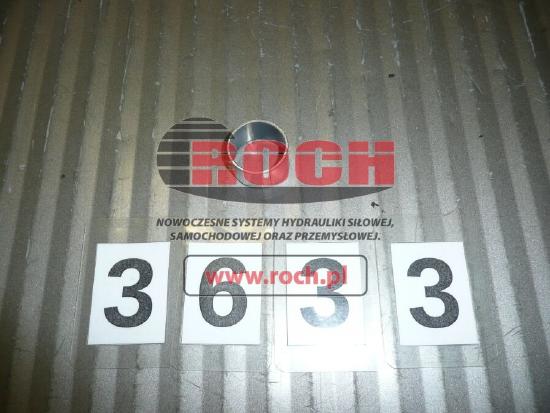 ROCH
NOWOCZESNE SYSTEMY HYDRAULIKI SIŁOWEJ,
SAMOCHODOWEJ ORAZ PRZEMYSŁOWEJ.
www.roch.pl
3 6 3 3